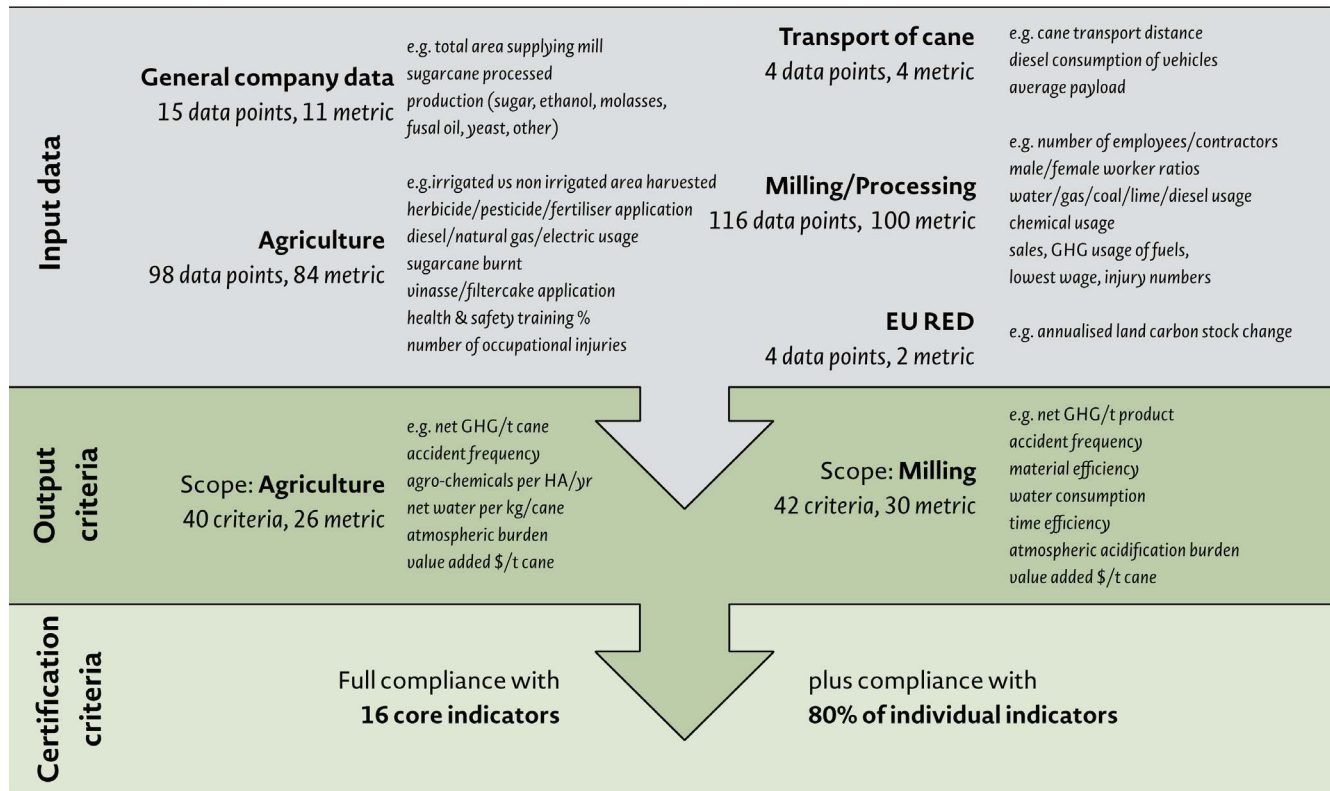 Input data
General company data
15 data points, 11 metric
e.g. total area supplying mill
sugarcane processed
production (sugar, ethanol, molasses,
fusal oil, yeast, other)
Agriculture
98 data points, 84 metric
e.g.irrigated vs non irrigated area harvested
herbicide/pesticide/fertiliser application
diesel/natural gas/electric usage
sugarcane burnt
vinasse/filtercake application
health & safety training %
number of occupational injuries
Transport of cane
4 data points, 4 metric
e.g. cane transport distance
diesel consumption of vehicles
average payload
Milling/Processing
116 data points, 100 metric
e.g. number of employees/contractors
male/female worker ratios
water/gas/coal/lime/diesel usage
chemical usage
sales, GHG usage of fuels,
lowest wage, injury numbers
EU RED
4 data points, 2 metric
e.g. annualised land carbon stock change
Output
criteria
Scope: Agriculture
40 criteria, 26 metric
e.g. net GHG/t cane
accident frequency
agro-chemicals per HA/yr
net water per kg/cane
atmospheric burden
value added $/t cane
Scope: Milling
42 criteria, 30 metric
e.g. net GHG/t product
accident frequency
material efficiency
water consumption
time efficiency
atmospheric acidification burden
value added $/t cane
Certification
criteria
Full compliance with
16 core indicators
plus compliance with
80% of individual indicators